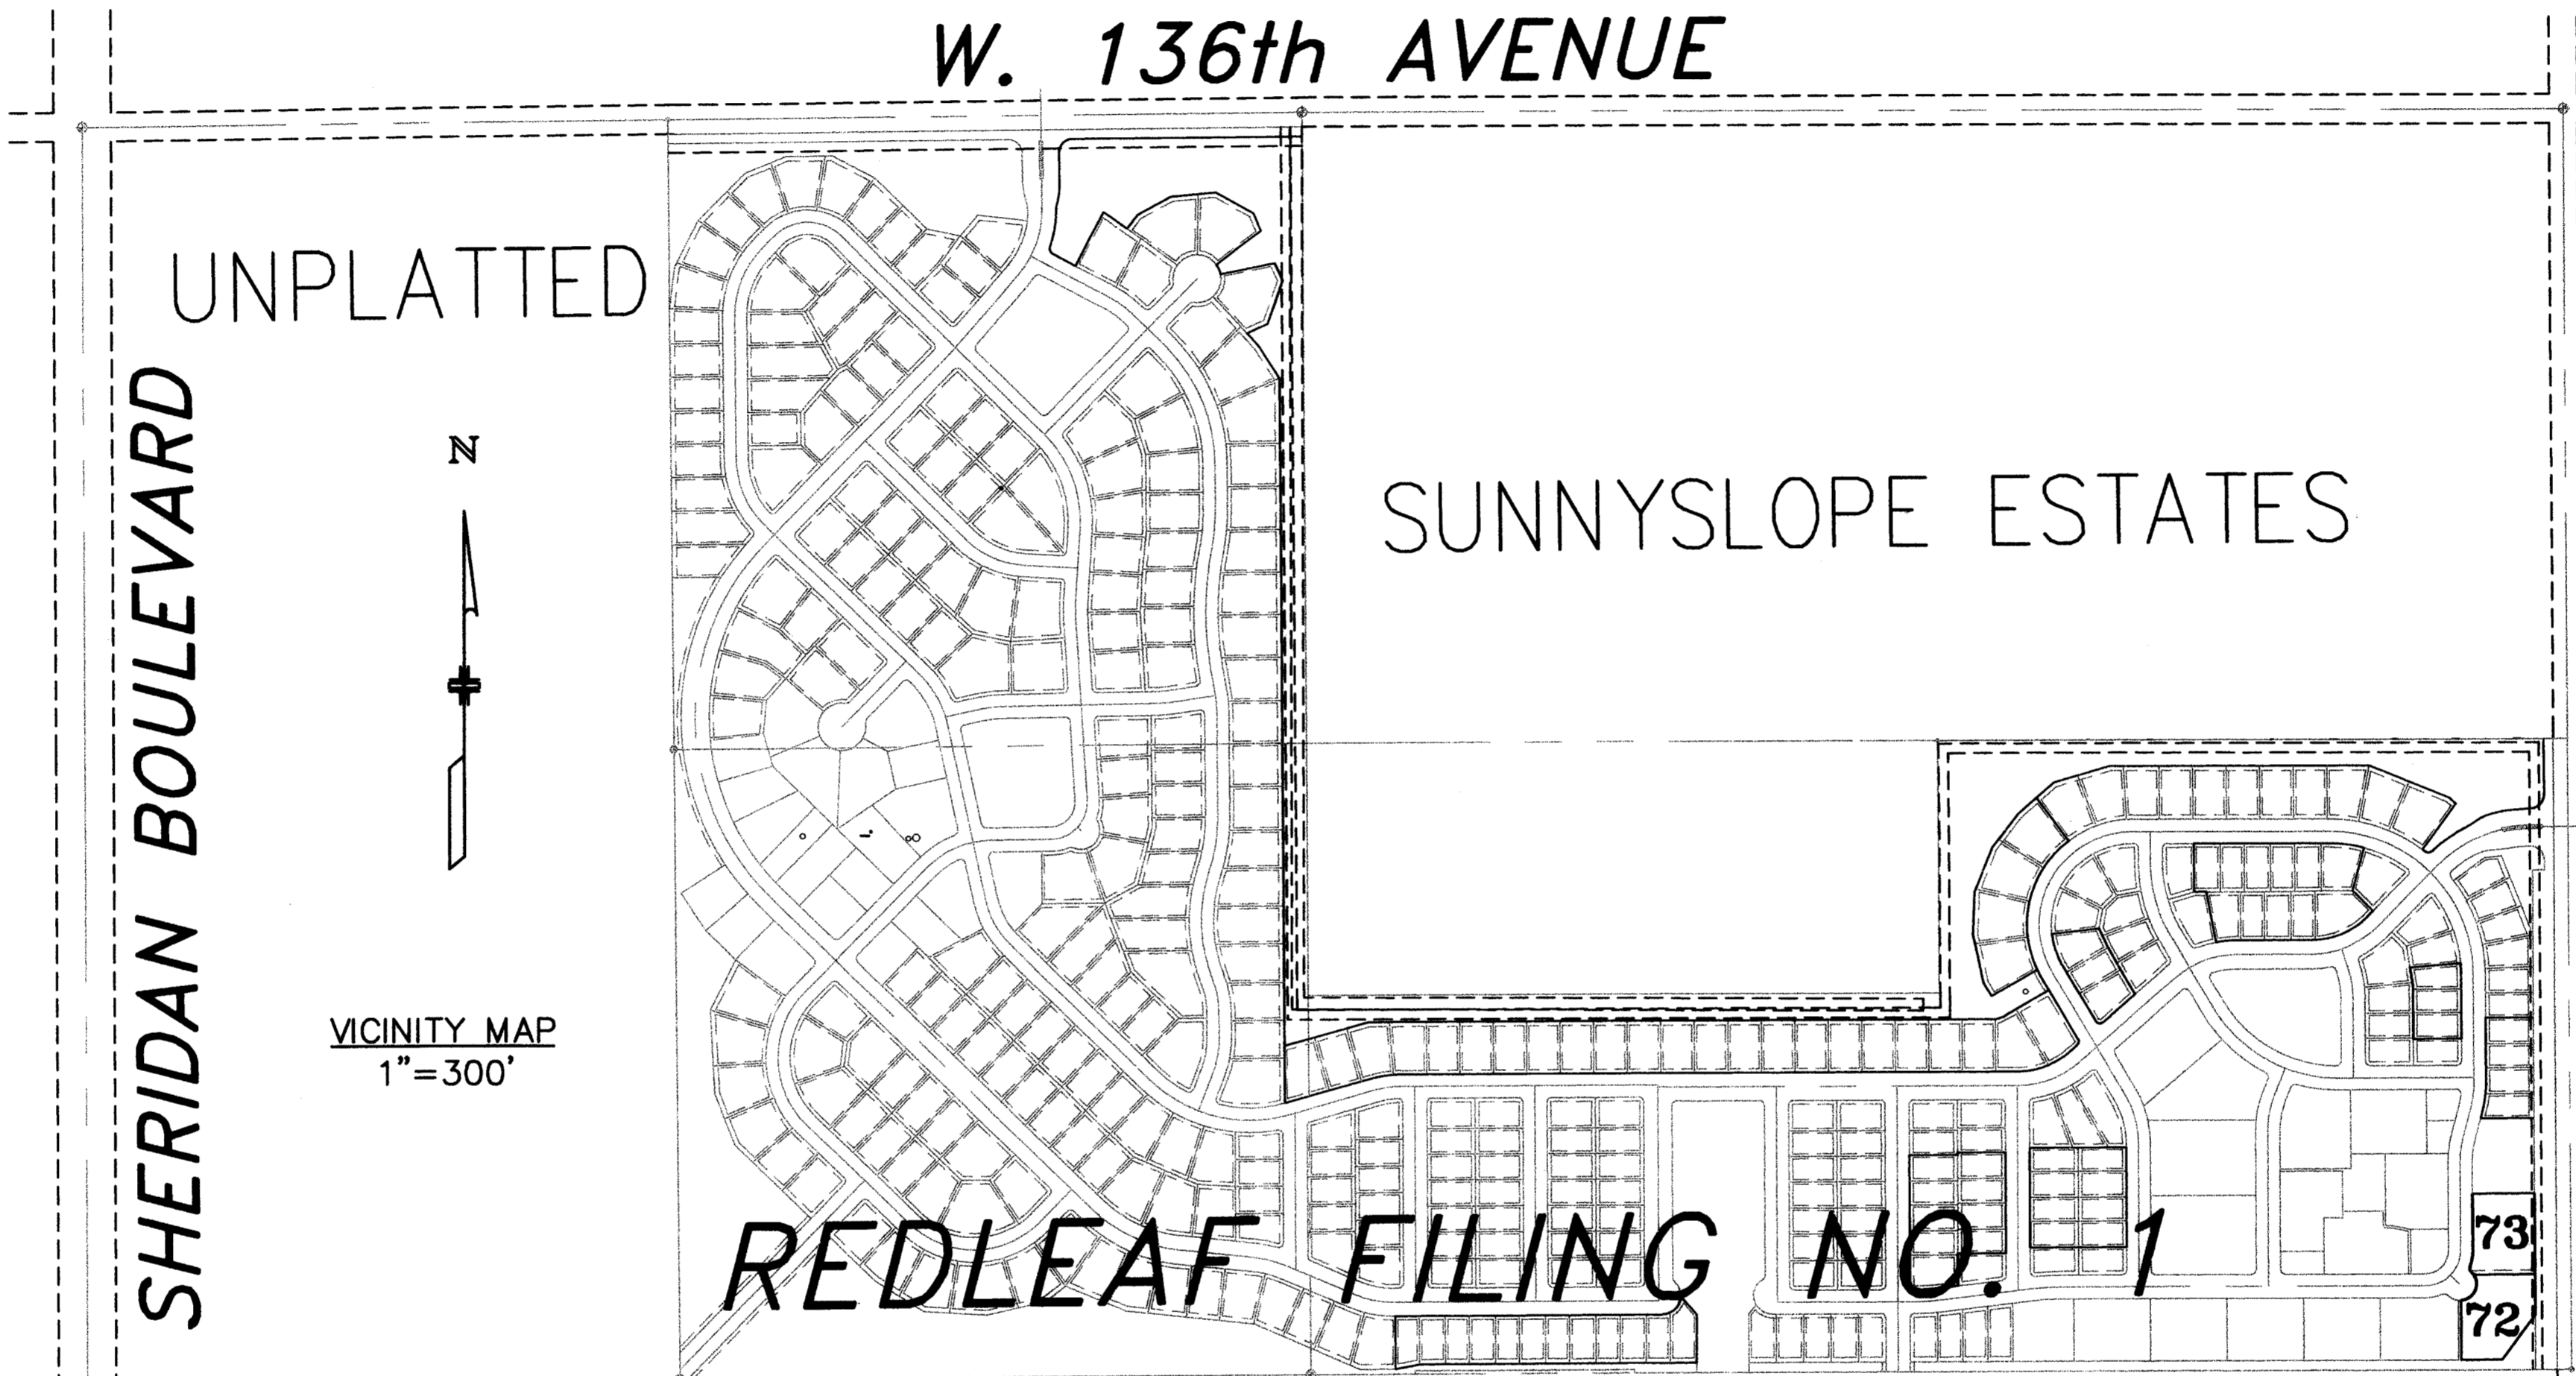 W. 136th AVENUE
UNPLATTED
SHERIDAN BOULEVARD
N
SUNNYSLOPE ESTATES
VICINITY MAP
1"=300'
REDLEAF FILING NO. 1
73
72